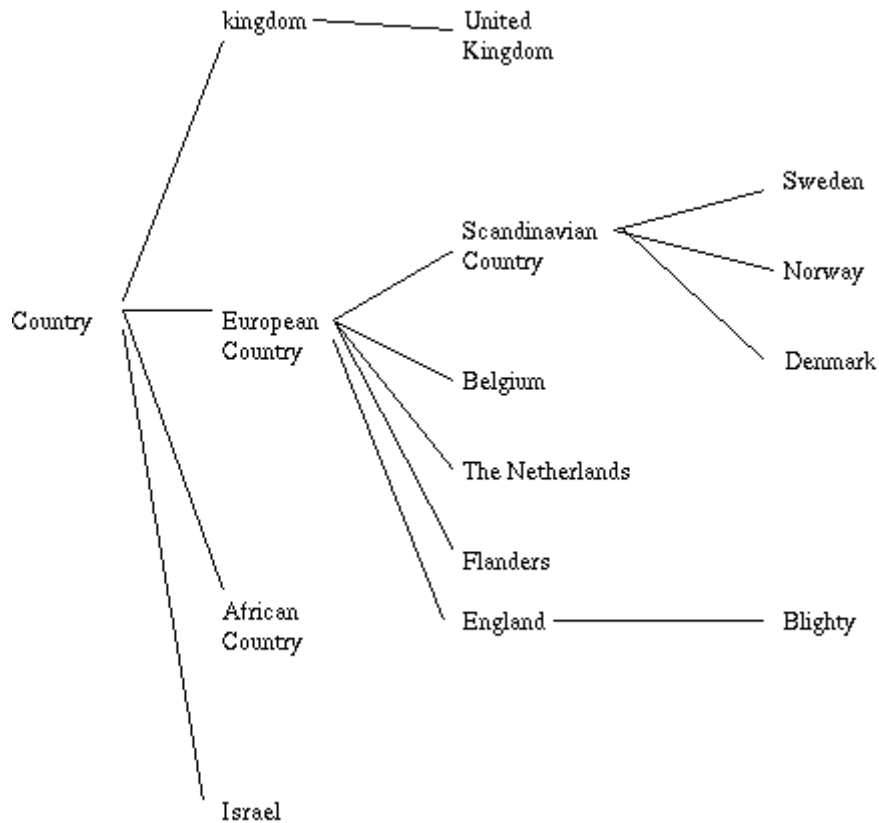 kingdom
United
Kingdom
Sweden
Scandinavian
Country
Norway
Country
European
Country
Denmark
Belgium
The Netherlands
Flanders
African
Country
England
Blighty
Israel